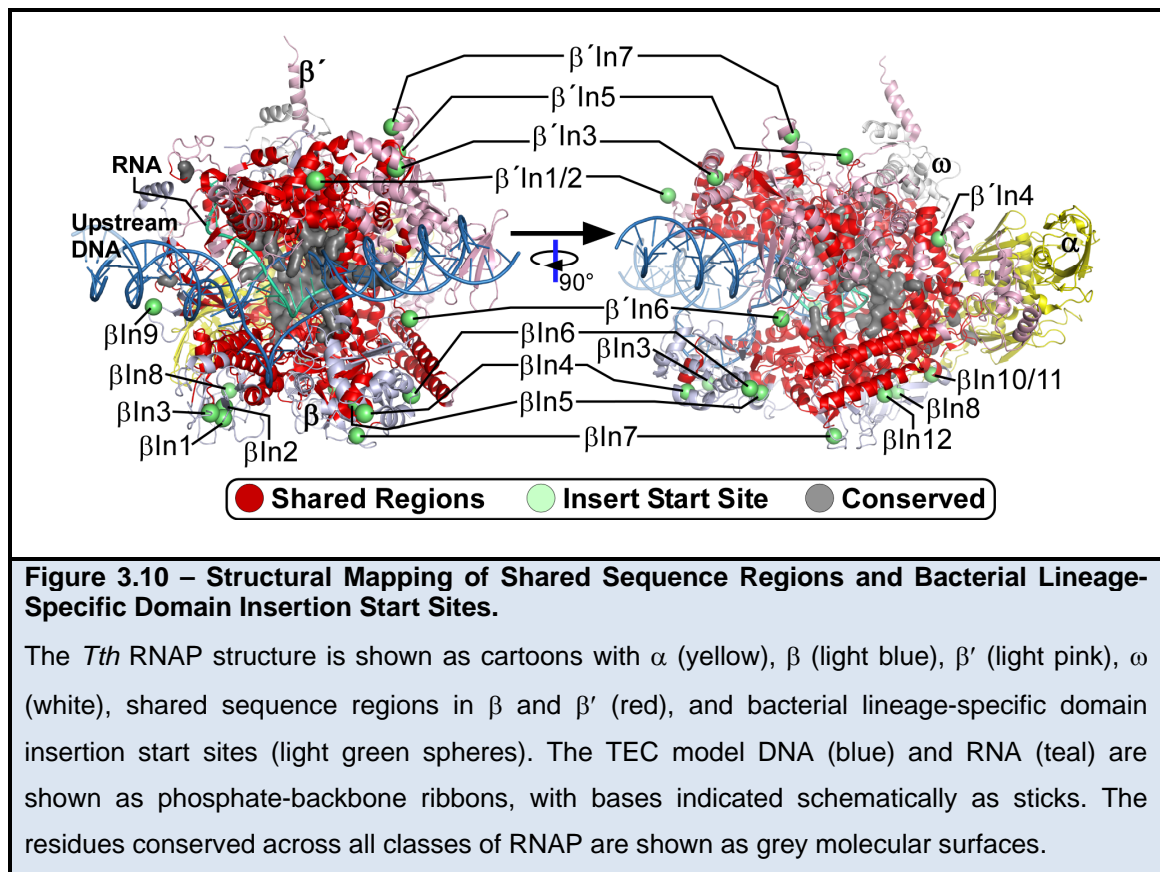 β´
β´In7
β´In5
β´In3
β´In1/2
ω
β´In4
α
RNA
Upstream
DNA
90°
βIn9
β´In6
βIn6
βIn3
βIn4
βIn8
βIn10/11
βIn3
β
βIn5
βIn8
βIn1
βIn2
βIn7
βIn12
Shared Regions Insert Start Site Conserved
Figure 3.10 – Structural Mapping of Shared Sequence Regions and Bacterial Lineage-
Specific Domain Insertion Start Sites.
The Tth RNAP structure is shown as cartoons with α (yellow), β (light blue), β′ (light pink), ω
(white), shared sequence regions in β and β′ (red), and bacterial lineage-specific domain
insertion start sites (light green spheres). The TEC model DNA (blue) and RNA (teal) are
shown as phosphate-backbone ribbons, with bases indicated schematically as sticks. The
residues conserved across all classes of RNAP are shown as grey molecular surfaces.